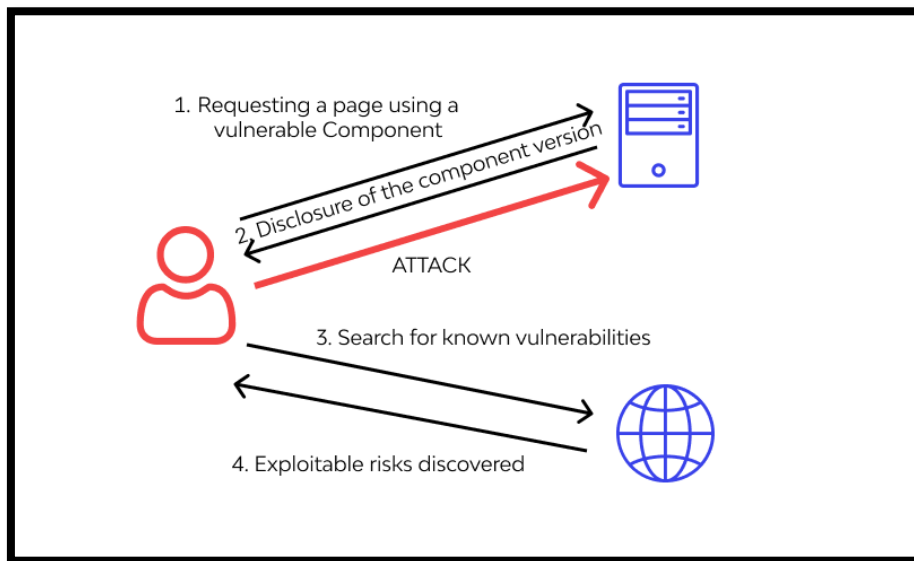 1. Requesting a page using a
vulnerable Component
2. Disclosure of the component version
ATTACK
3. Search for known vulnerabilities
4. Exploitable risks discovered